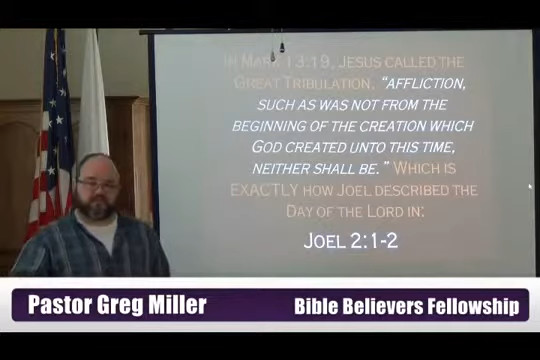 In Mark 13:19, Jesus called the
Great Tribulation, “affliction,
such as was not from the
beginning of the creation which
God created unto this time,
neither shall be.” Which is
exactly how Joel described the
Day of the Lord in:
Joel 2:1-2
Pastor Greg Miller
Bible Believers Fellowship